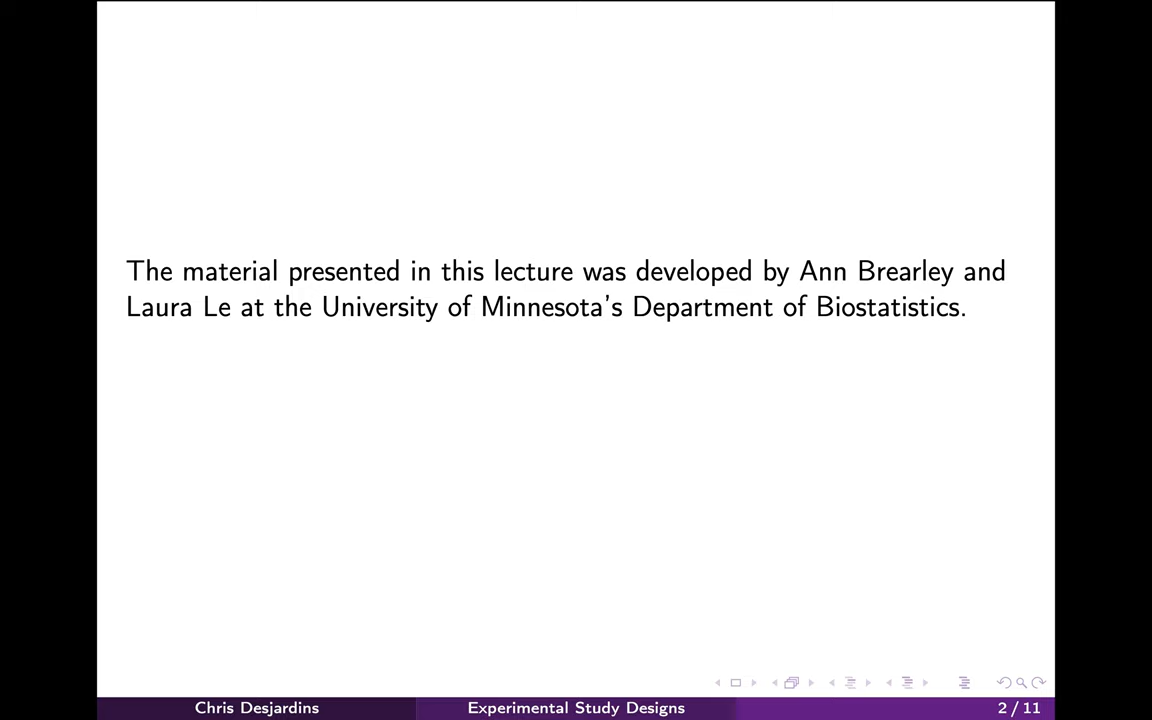 The material presented in this lecture was developed by Ann Brearley and
Laura Le at the University of Minnesota's Department of Biostatistics.
Chris Desjardins
Experimental Study Designs
2 / 11